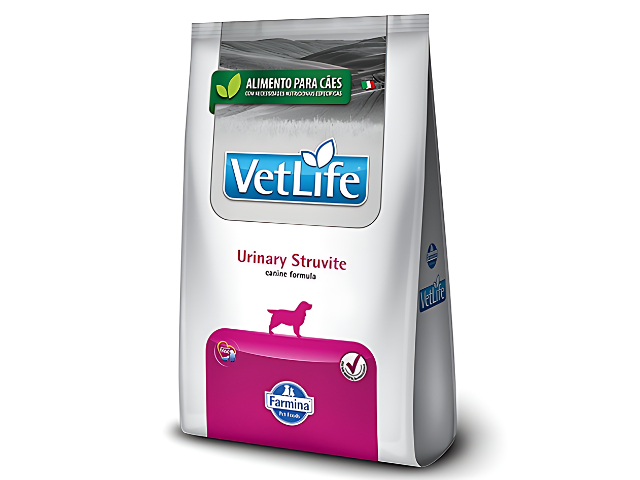 ALIMENTO PARA CÃES
COM NECESSIDADES NUTRICIONAIS ESPECÍFICAS
VetLife
Urinary Struvite
canine formula
Farmina
Pet Foods
VetLife